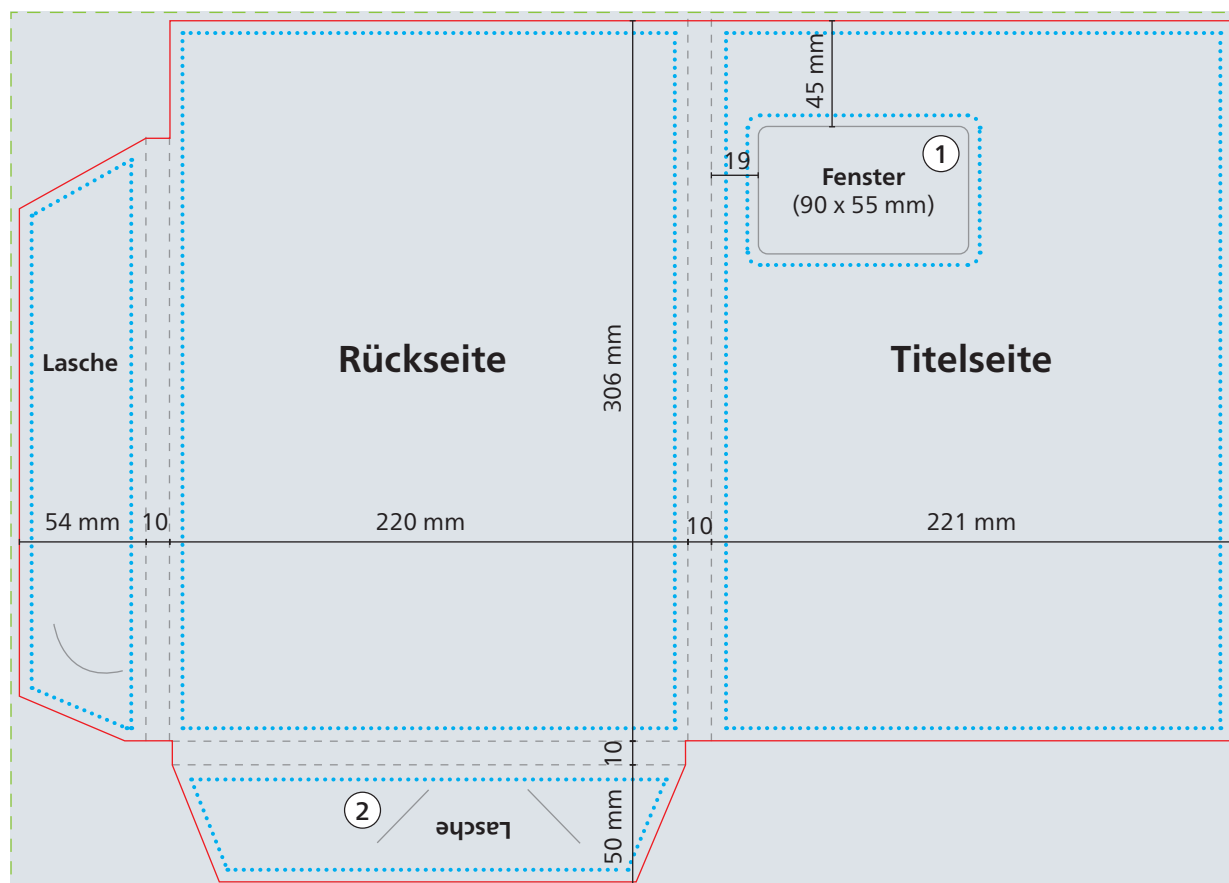 45 mm
1
19
Fenster
(90 x 55 mm)
306 mm
Lasche
Rückseite
Titelseite
54 mm
10
220 mm
10
221 mm
10
2
Lasche
50 mm